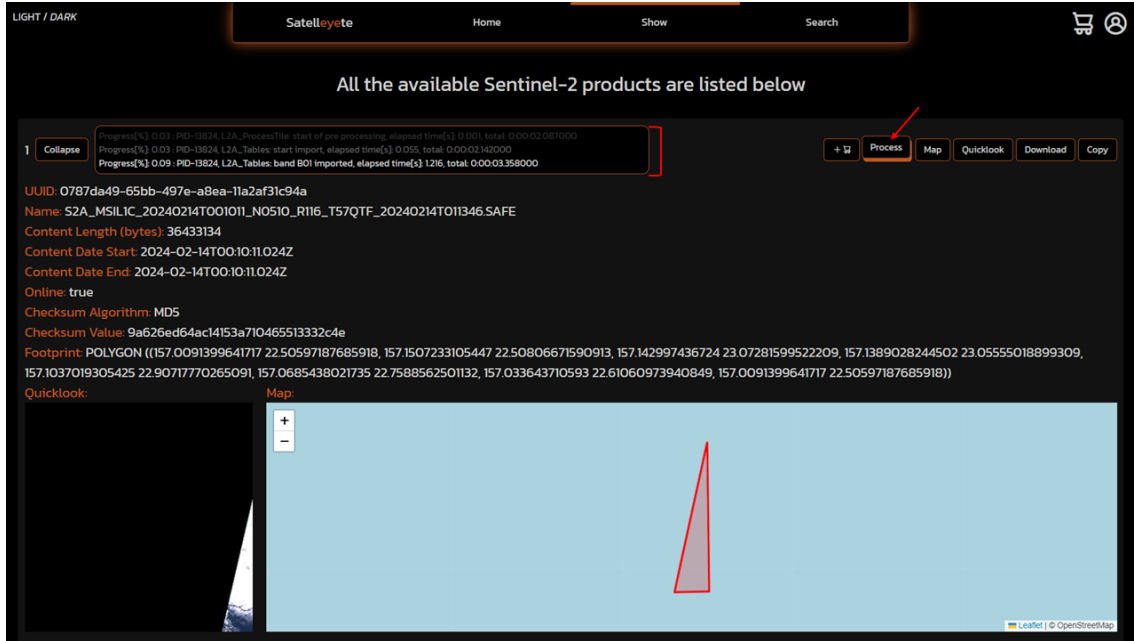 LIGHT / DARK
Satelleyete Home Show Search
All the available Sentinel-2 products are listed below
Progress[%]: 0.03 : PID-13824, L2A_ProcessTile: start of pre processing, elapsed time[s]: 0.001, total: 0:00:02.087000
1 Collapse Progress[%]: 0.03 : PID-13824, L2A_Tables: start import, elapsed time[s]: 0.055, total: 0:00:02.142000
Progress[%]: 0.09 : PID-13824, L2A_Tables: band B01 imported, elapsed time[s]: 1.216, total: 0:00:03.358000
+ Process Map Quicklook Download Copy
UUID: 0787da49-65bb-497e-a8ea-11a2af31c94a
Name: S2A_MSIL1C_20240214T001011_N0510_R116_T57QTF_20240214T011346.SAFE
Content Length (bytes): 36433134
Content Date Start: 2024-02-14T00:10:11.024Z
Content Date End: 2024-02-14T00:10:11.024Z
Online: true
Checksum Algorithm: MD5
Checksum Value: 9a626ed64ac14153a710465513332c4e
Footprint: POLYGON ((157.0091399641717 22.50597187685918, 157.1507233105447 22.50806671590913, 157.142997436724 23.07281599522209, 157.1389028244502 23.05555018899309,
157.1037019305425 22.90717770265091, 157.0685438021735 22.7588562501132, 157.033643710593 22.61060973940849, 157.0091399641717 22.50597187685918))
Quicklook: Map:
+
−
Leaflet | © OpenStreetMap